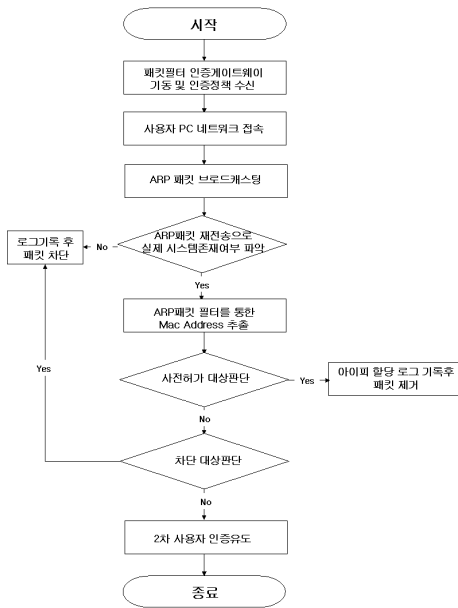 시작
패킷필터 인증게이트웨이
기동 및 인증정책 수신
사용자 PC 네트워크 접속
ARP 패킷 브로드캐스팅
ARP패킷 재전송으로
실제 시스템존재여부 파악
No
로그기록 후
패킷 차단
Yes
ARP패킷 필터를 통한
Mac Address 추출
사전허가 대상판단
Yes
아이피 할당 로그 기록후
패킷 제거
No
차단 대상판단
Yes
No
2차 사용자 인증유도
종료